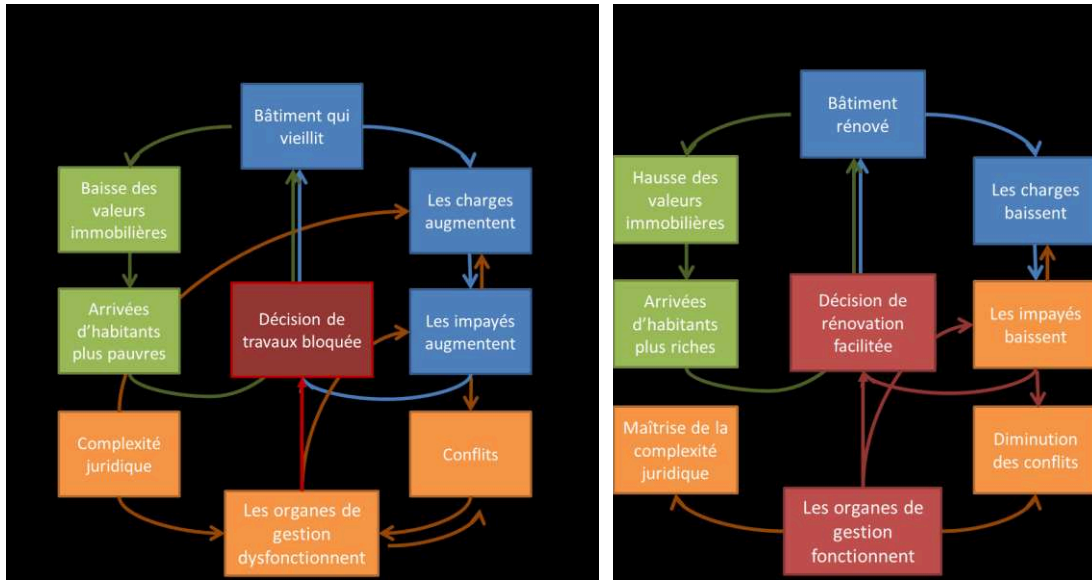 Bâtiment qui
vieillit
Baisse des
valeurs
immobilières
Les charges
augmentent
Arrivées
d'habitants
plus pauvres
Décision de
travaux bloquée
Les impayés
augmentent
Complexité
juridique
Conflits
Les organes de
gestion
dysfonctionnent
Bâtiment
rénové
Hausse des
valeurs
immobilières
Les charges
baissent
Arrivées
d'habitants
plus riches
Décision de
rénovation
facilitée
Les impayés
baissent
Maîtrise de la
complexité
juridique
Diminution
des conflits
Les organes de
gestion
fonctionnent